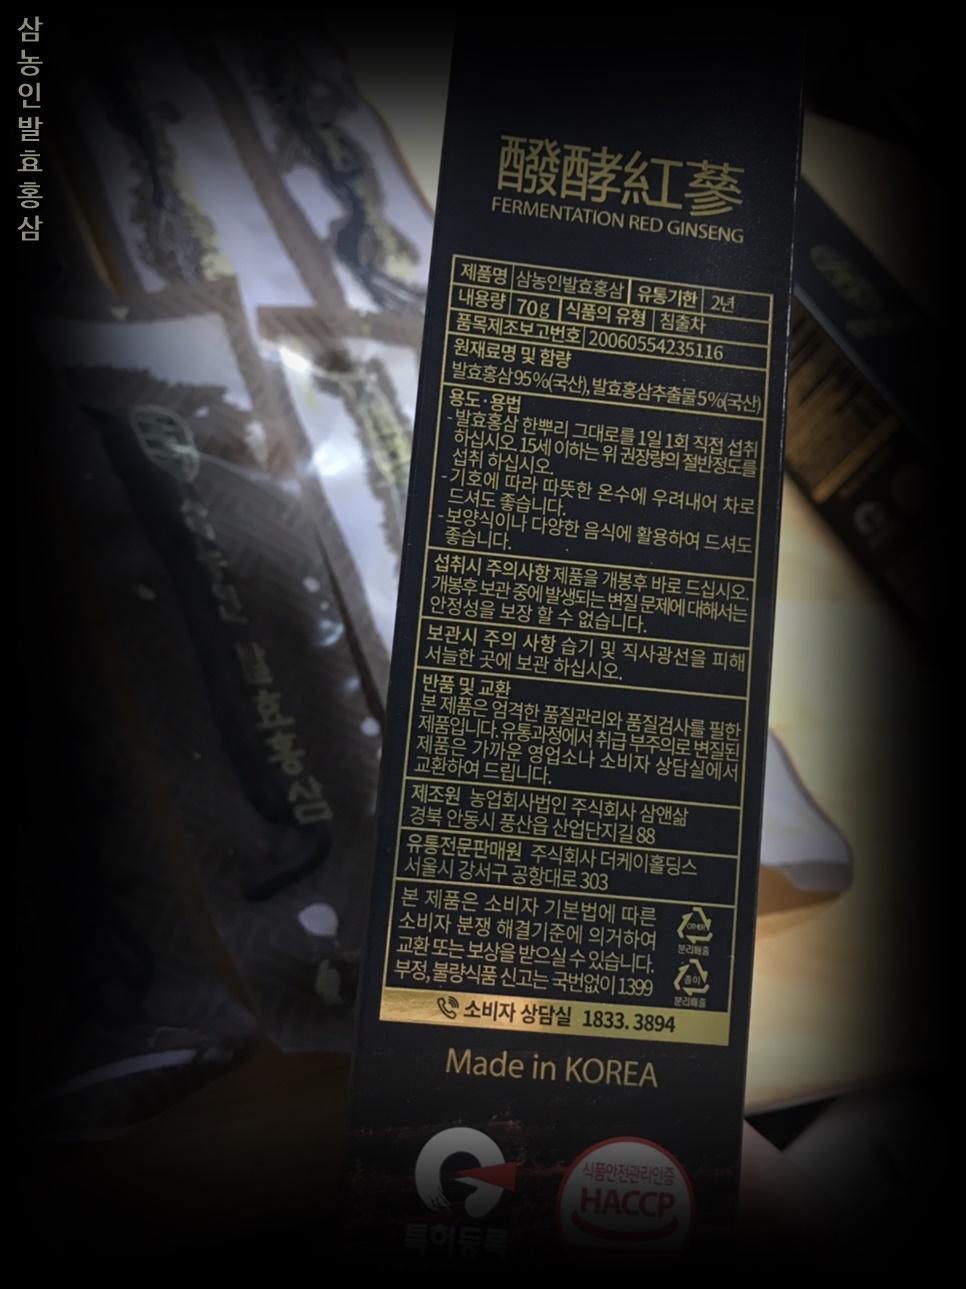 삼농인발효홍삼
醱酵紅蔘
FERMENTATION RED GINSENG
제품명 삼농인발효홍삼 유통기한 2년
내용량 70g 식품의 유형 침출차
품목제조보고번호 20060554235116
원재료명 및 함량
발효홍삼 95%(국산), 발효홍삼추출물 5%(국산)
용도·용법
- 발효홍삼 한뿌리 그대로를 1일 1회 직접 섭취
하십시오. 15세 이하는 위 권장량의 절반정도를
섭취 하십시오.
- 기호에 따라 따뜻한 온수에 우려내어 차로
드셔도 좋습니다.
- 보양식이나 다양한 음식에 활용하여 드셔도
좋습니다.
섭취시 주의사항 제품을 개봉후 바로 드십시오.
개봉후 보관 중에 발생되는 변질 문제에 대해서는
안정성을 보장 할 수 없습니다.
보관시 주의 사항 습기 및 직사광선을 피해
서늘한 곳에 보관 하십시오.
반품 및 교환
본 제품은 엄격한 품질관리와 품질검사를 필한
제품입니다. 유통과정에서 취급 부주의로 변질된
제품은 가까운 영업소나 소비자 상담실에서
교환하여 드립니다.
제조원 농업회사법인 주식회사 삼앤삶
경북 안동시 풍산읍 산업단지길 88
유통전문판매원 주식회사 더케이홀딩스
서울시 강서구 공항대로 303
본 제품은 소비자 기본법에 따른
소비자 분쟁 해결기준에 의거하여
교환 또는 보상을 받으실 수 있습니다.
부정, 불량식품 신고는 국번없이 1399
OTHER
분리배출
종이
분리배출
소비자 상담실 1833. 3894
Made in KOREA
특허등록
식품안전관리인증
HACCP
발효홍삼